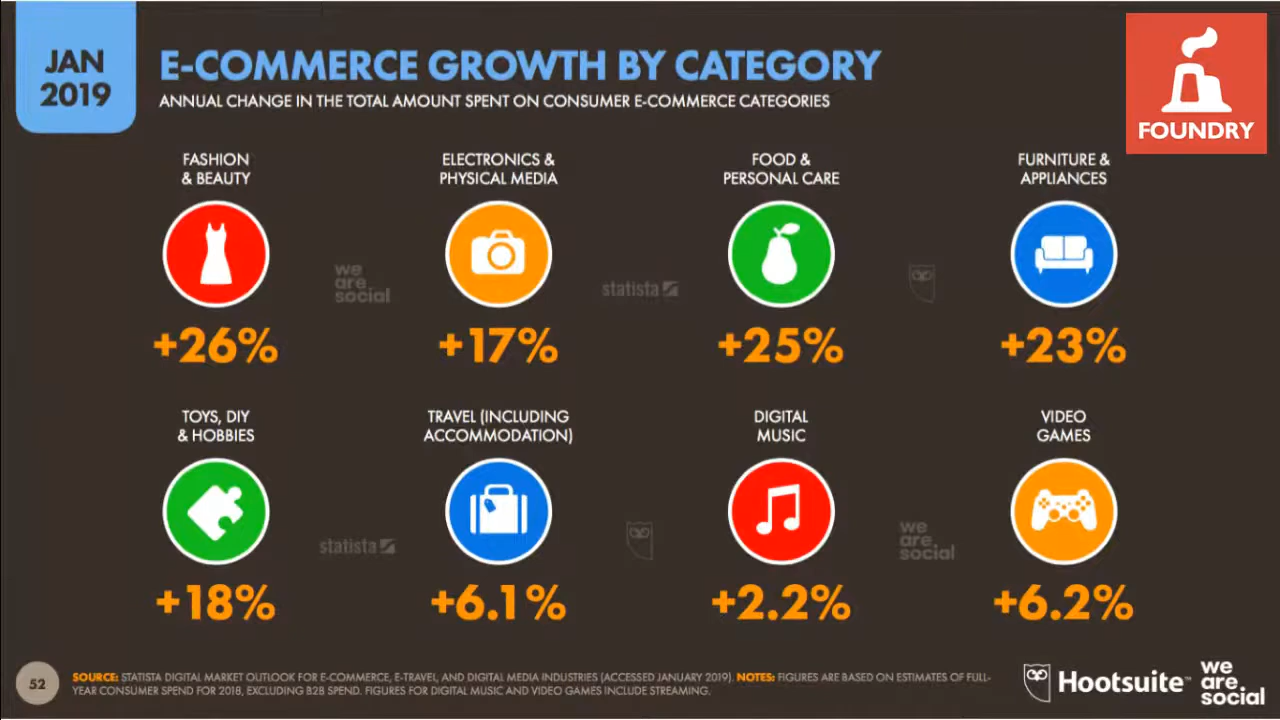 JAN
2019
E-COMMERCE GROWTH BY CATEGORY
ANNUAL CHANGE IN THE TOTAL AMOUNT SPENT ON CONSUMER E-COMMERCE CATEGORIES
FOUNDRY
FASHION
& BEAUTY
ELECTRONICS &
PHYSICAL MEDIA
FOOD &
PERSONAL CARE
FURNITURE &
APPLIANCES
we
are
social
statista
+26%
+17%
+25%
+23%
TOYS, DIY
& HOBBIES
TRAVEL (INCLUDING
ACCOMMODATION)
DIGITAL
MUSIC
VIDEO
GAMES
statista
we
are
social
+18%
+6.1%
+2.2%
+6.2%
52
SOURCE: STATISTA DIGITAL MARKET OUTLOOK FOR E-COMMERCE, E-TRAVEL, AND DIGITAL MEDIA INDUSTRIES (ACCESSED JANUARY 2019). NOTES: FIGURES ARE BASED ON ESTIMATES OF FULL-
YEAR CONSUMER SPEND FOR 2018, EXCLUDING B2B SPEND. FIGURES FOR DIGITAL MUSIC AND VIDEO GAMES INCLUDE STREAMING.
Hootsuite™
we
are
social